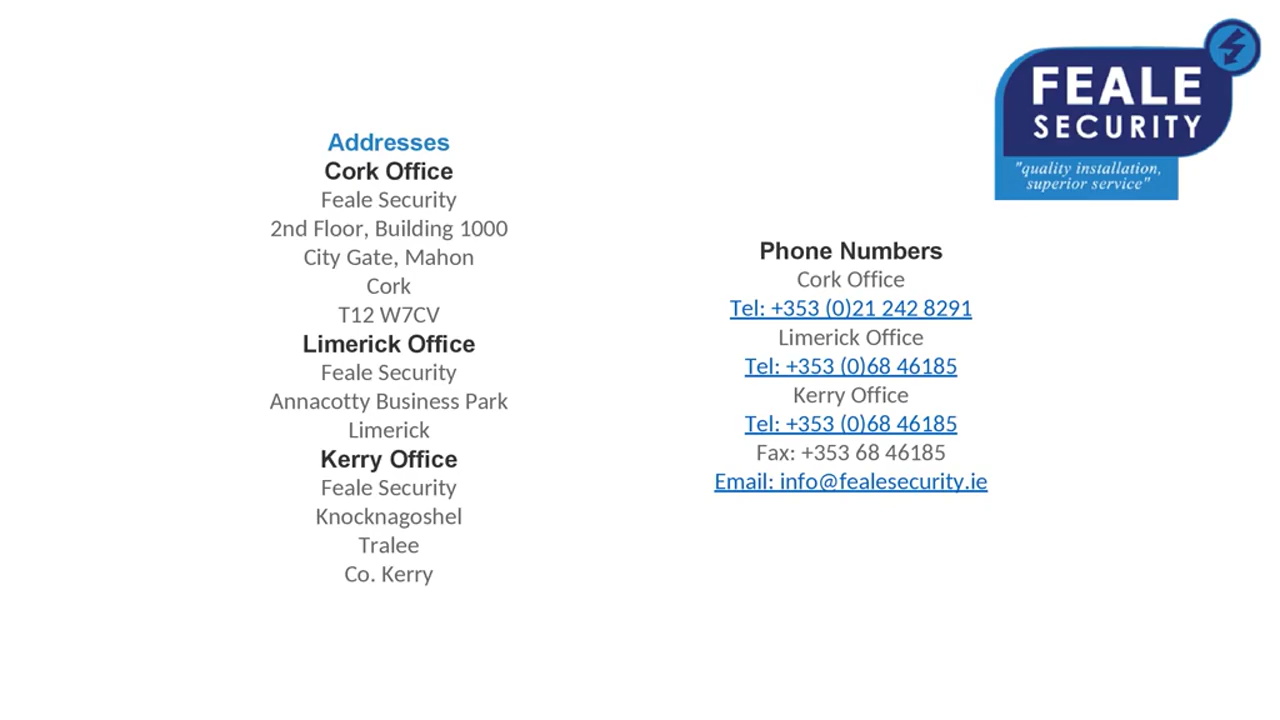 FEALE
SECURITY
"quality installation,
superior service"
Addresses
Cork Office
Feale Security
2nd Floor, Building 1000
City Gate, Mahon
Cork
T12 W7CV
Limerick Office
Feale Security
Annacotty Business Park
Limerick
Kerry Office
Feale Security
Knocknagoshel
Tralee
Co. Kerry
Phone Numbers
Cork Office
Tel: +353 (0)21 242 8291
Limerick Office
Tel: +353 (0)68 46185
Kerry Office
Tel: +353 (0)68 46185
Fax: +353 68 46185
Email: info@fealesecurity.ie